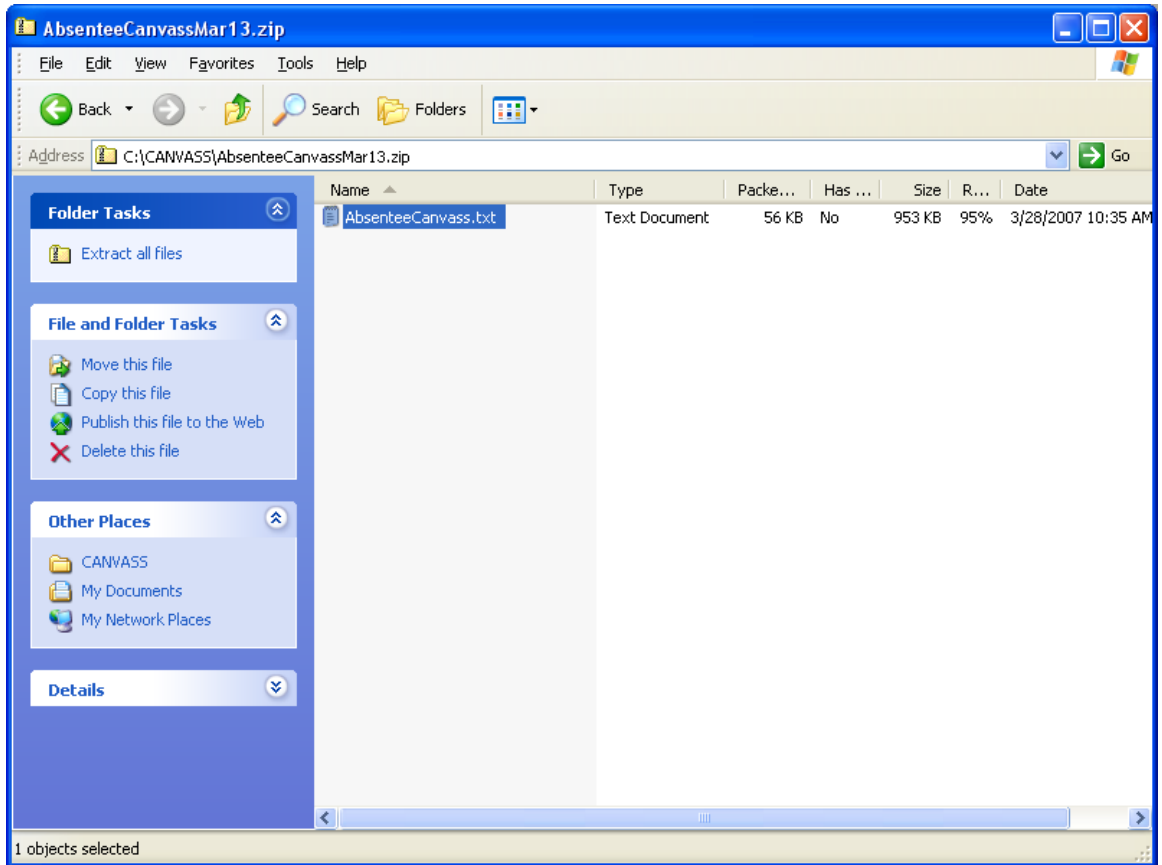 AbsenteeCanvassMar13.zip
File Edit View Favorites Tools Help
Back Search Folders
Address C:\CANVASS\AbsenteeCanvassMar13.zip Go
Name Type Packe... Has ... Size R... Date
AbsenteeCanvass.txt Text Document 56 KB No 953 KB 95% 3/28/2007 10:35 AM
Folder Tasks
Extract all files
File and Folder Tasks
Move this file
Copy this file
Publish this file to the Web
Delete this file
Other Places
CANVASS
My Documents
My Network Places
Details
1 objects selected